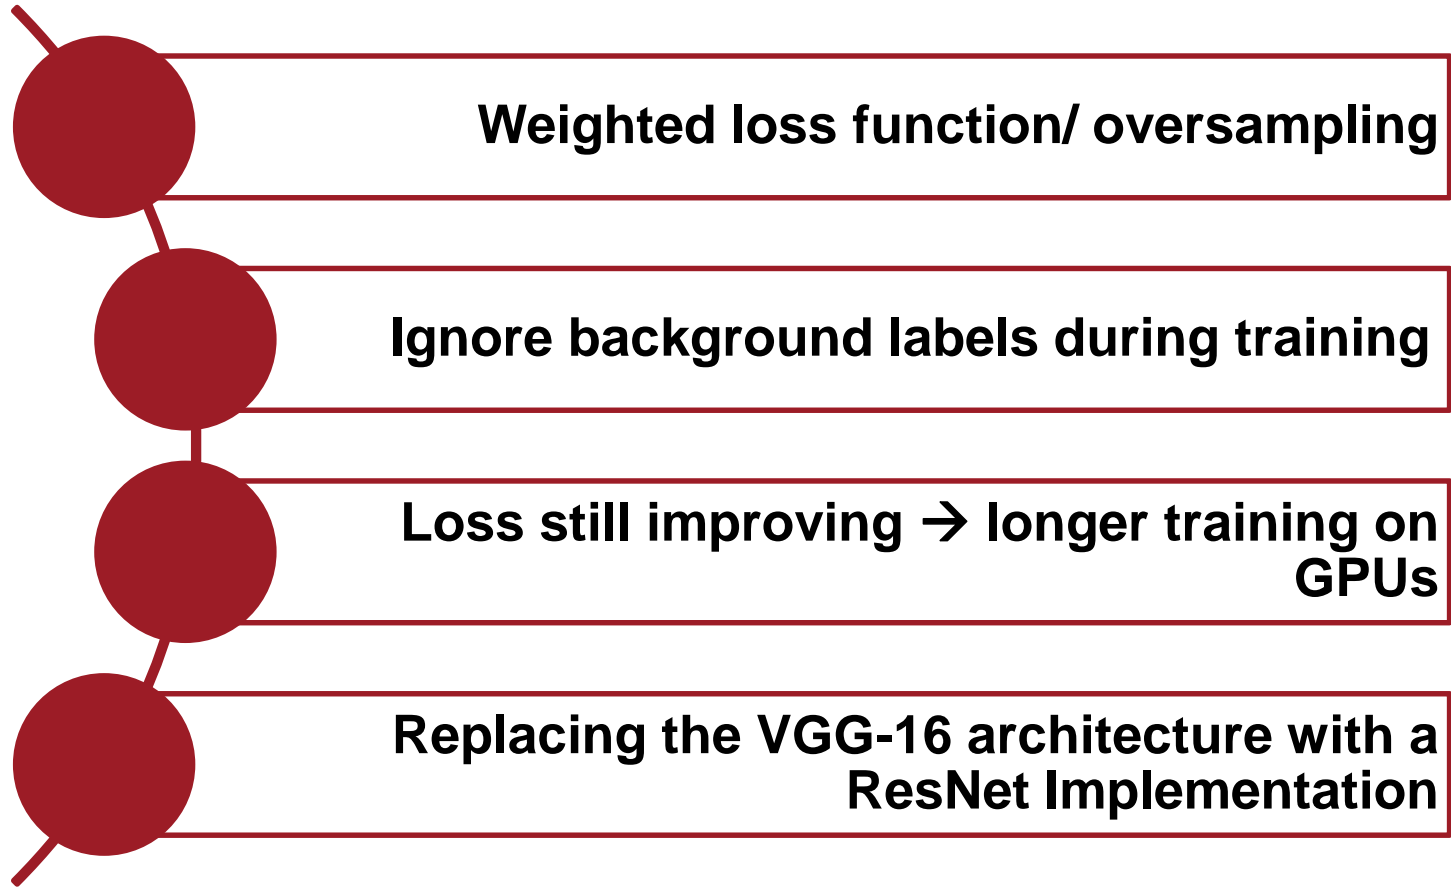 Weighted loss function/ oversampling
Ignore background labels during training
Loss still improving → longer training on
GPUs
Replacing the VGG-16 architecture with a
ResNet Implementation